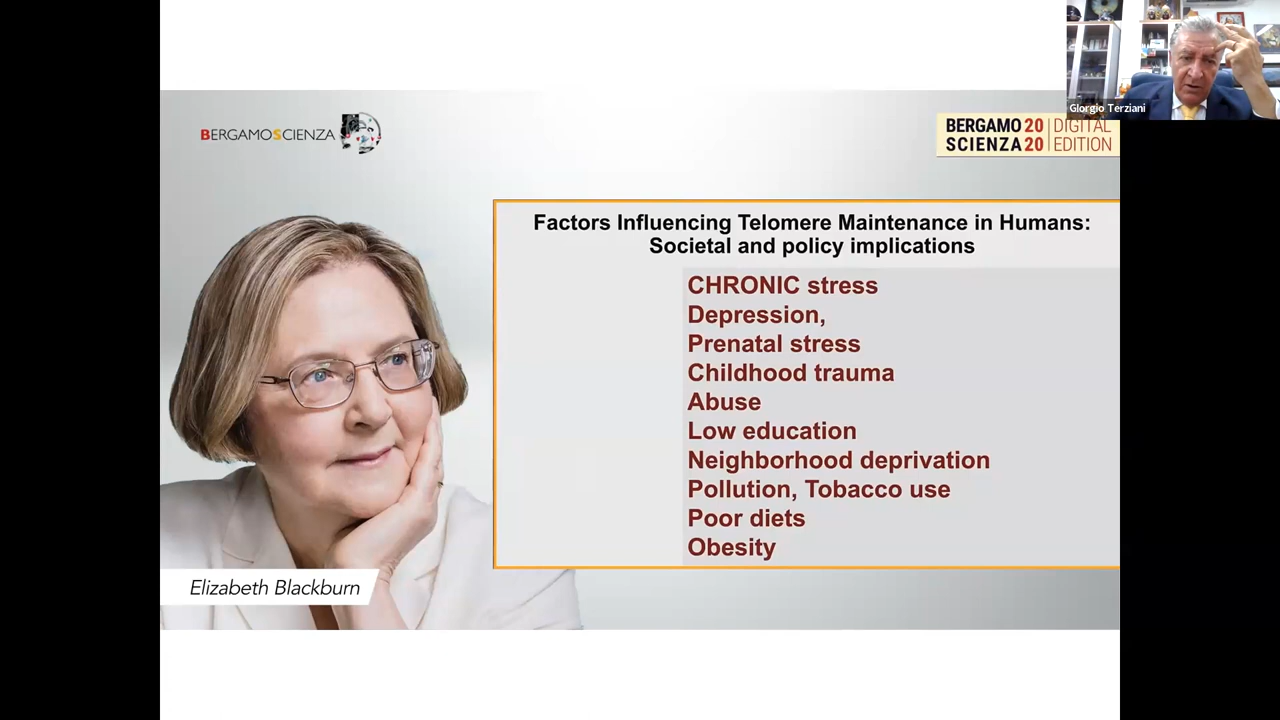 Giorgio Terziani
BERGAMOSCIENZA
BERGAMO 20 DIGITAL
SCIENZA 20 EDITION
Factors Influencing Telomere Maintenance in Humans:
Societal and policy implications
CHRONIC stress
Depression,
Prenatal stress
Childhood trauma
Abuse
Low education
Neighborhood deprivation
Pollution, Tobacco use
Poor diets
Obesity
Elizabeth Blackburn